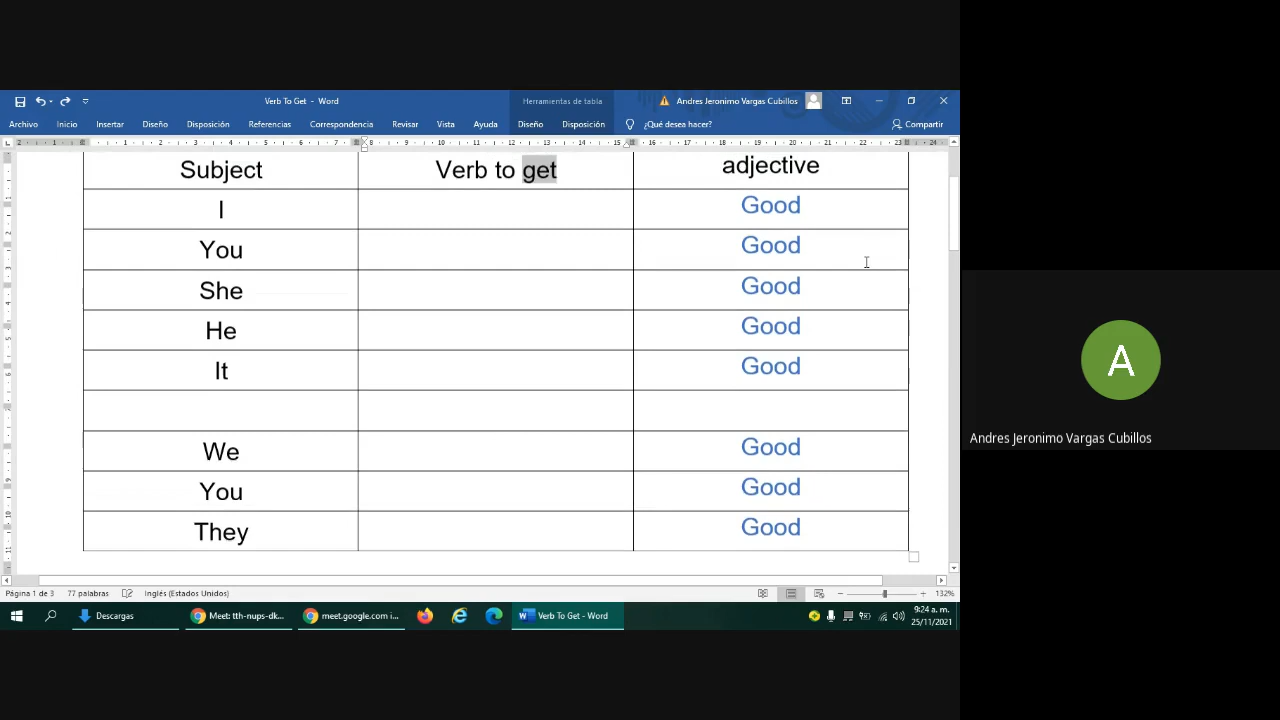 Verb To Get - Word
Herramientas de tabla
Andres Jeronimo Vargas Cubillos
Archivo Inicio Insertar Diseño Disposición Referencias Correspondencia Revisar Vista Ayuda Diseño Disposición ¿Qué desea hacer? Compartir
Subject Verb to get adjective
I Good
You Good
She Good
He Good
It Good
We Good
You Good
They Good
Página 1 de 3 77 palabras Inglés (Estados Unidos) 132%
Descargas Meet: tth-nups-dk... meet.google.com i... Verb To Get - Word
9:24 a. m.
25/11/2021
A
Andres Jeronimo Vargas Cubillos